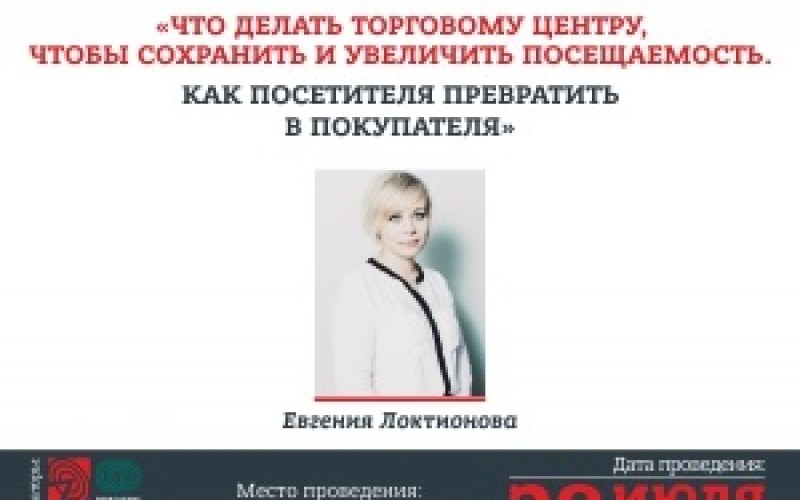 «ЧТО ДЕЛАТЬ ТОРГОВОМУ ЦЕНТРУ,
ЧТОБЫ СОХРАНИТЬ И УВЕЛИЧИТЬ ПОСЕЩАЕМОСТЬ.
КАК ПОСЕТИТЕЛЯ ПРЕВРАТИТЬ
В ПОКУПАТЕЛЯ»
Евгения Локтионова
Дата проведения:
Место проведения: